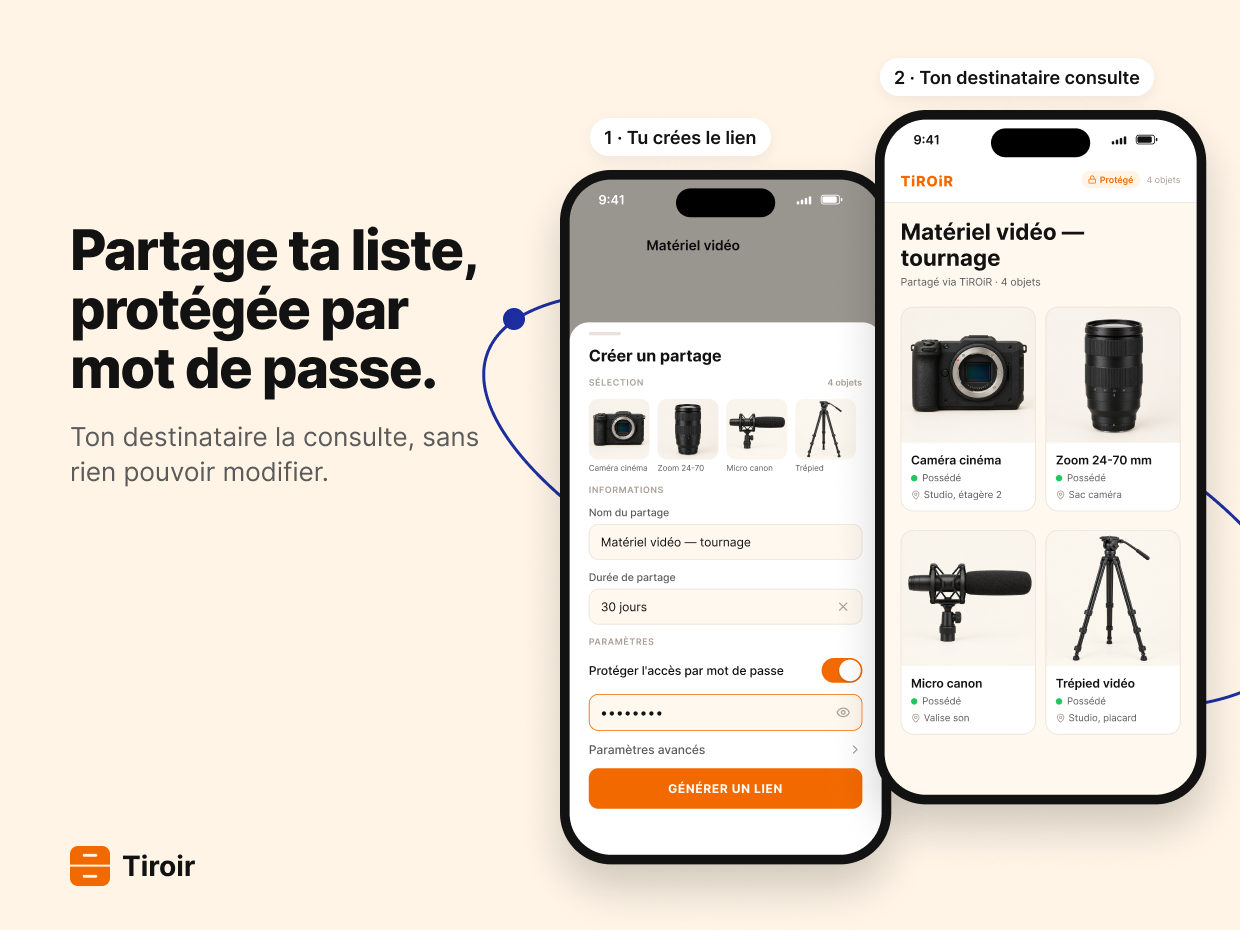 Partage ta liste,
protégée par
mot de passe.
Ton destinataire la consulte, sans
rien pouvoir modifier.
Tiroir
1 · Tu crées le lien
9:41
Matériel vidéo
Créer un partage
SÉLECTION 4 objets
Caméra cinéma Zoom 24-70 Micro canon Trépied
INFORMATIONS
Nom du partage
Matériel vidéo — tournage
Durée de partage
30 jours
PARAMÈTRES
Protéger l'accès par mot de passe
••••••••
Paramètres avancés
GÉNÉRER UN LIEN
2 · Ton destinataire consulte
9:41
TiROiR Protégé 4 objets
Matériel vidéo —
tournage
Partagé via TiROiR · 4 objets
Caméra cinéma
Possédé
Studio, étagère 2
Zoom 24-70 mm
Possédé
Sac caméra
Micro canon
Possédé
Valise son
Trépied vidéo
Possédé
Studio, placard